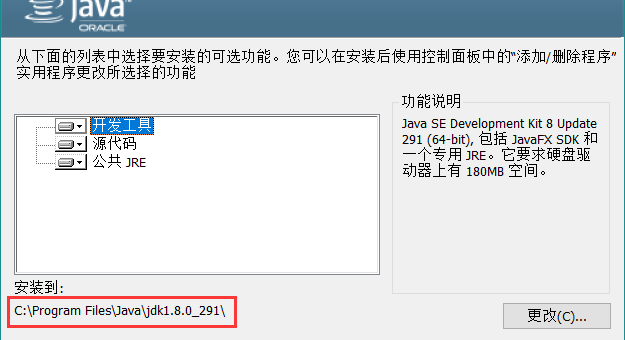 Java
ORACLE
从下面的列表中选择要安装的可选功能。您可以在安装后使用控制面板中的“添加/删除程序”
实用程序更改所选择的功能
开发工具
源代码
公共 JRE
功能说明
Java SE Development Kit 8 Update
291 (64-bit), 包括 JavaFX SDK 和
一个专用 JRE。它要求硬盘驱
动器上有 180MB 空间。
安装到:
C:\Program Files\Java\jdk1.8.0_291\
更改(C)...